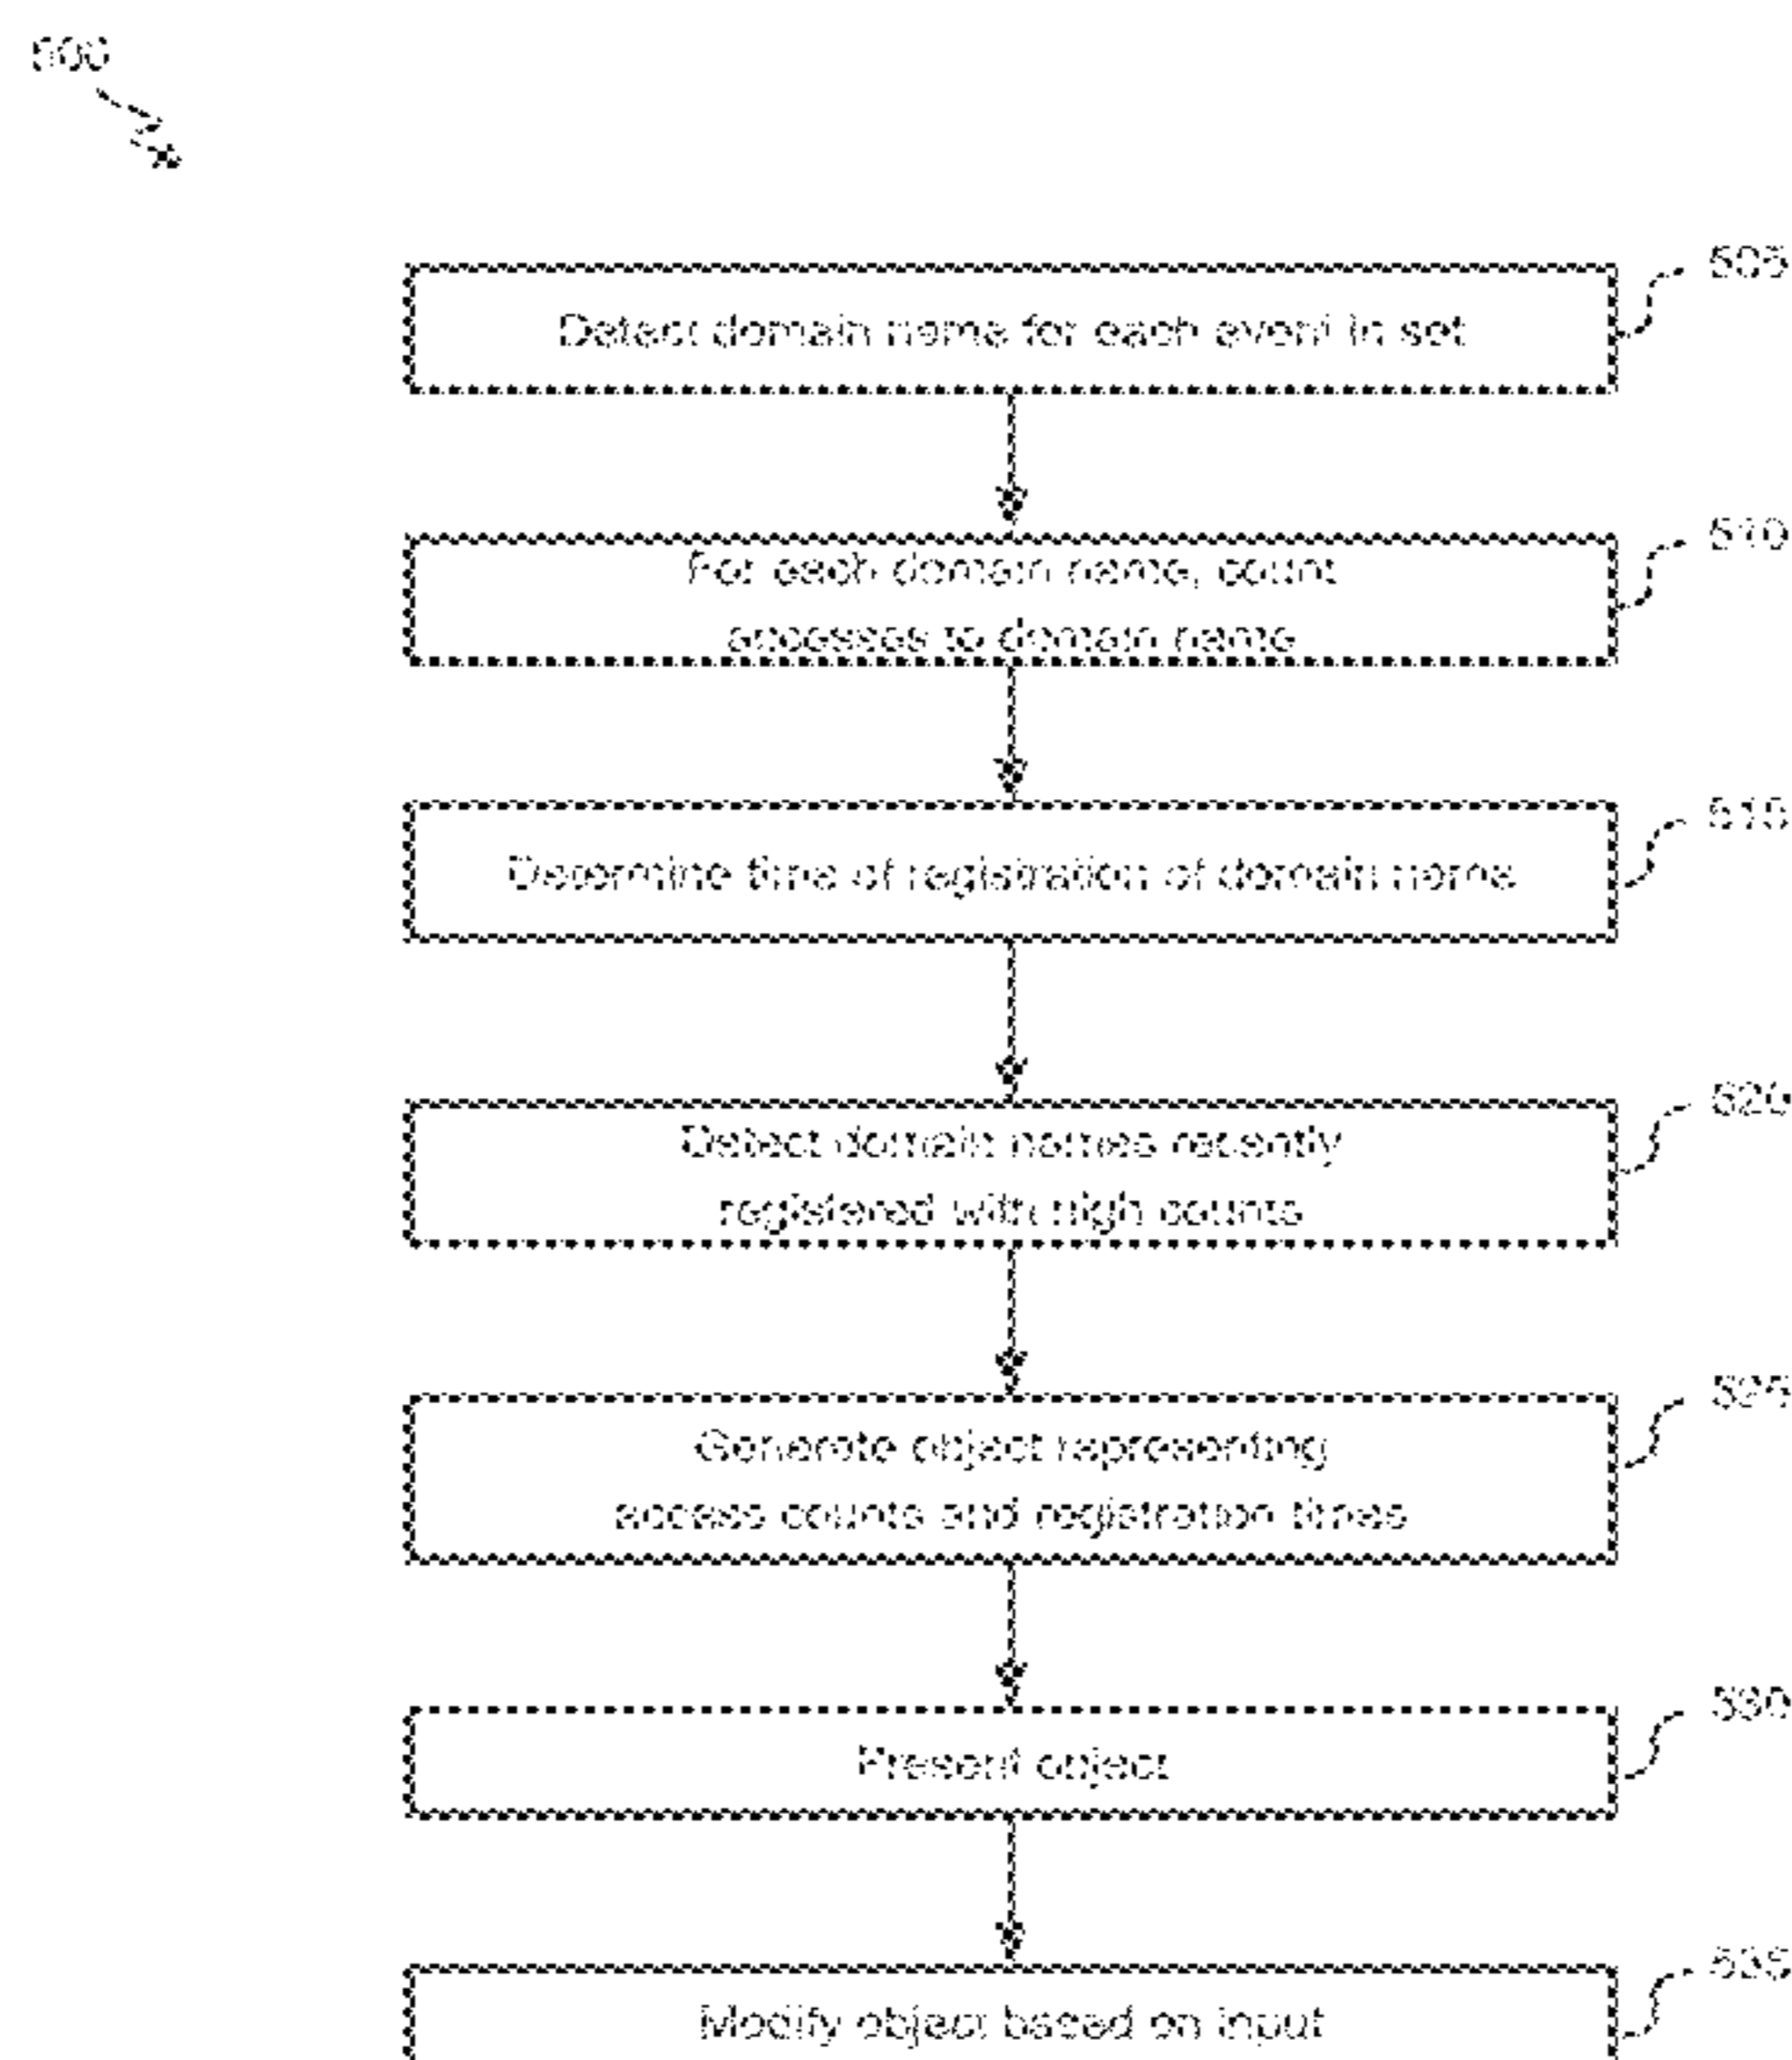 500
505
Detect domain name for each event in set
510
For each domain name, count
accesses to domain name
515
Determine time of registration of domain name
520
Detect domain names recently
registered with high counts
525
Generate object representing
access counts and registration times
530
Present object
535
Modify object based on input